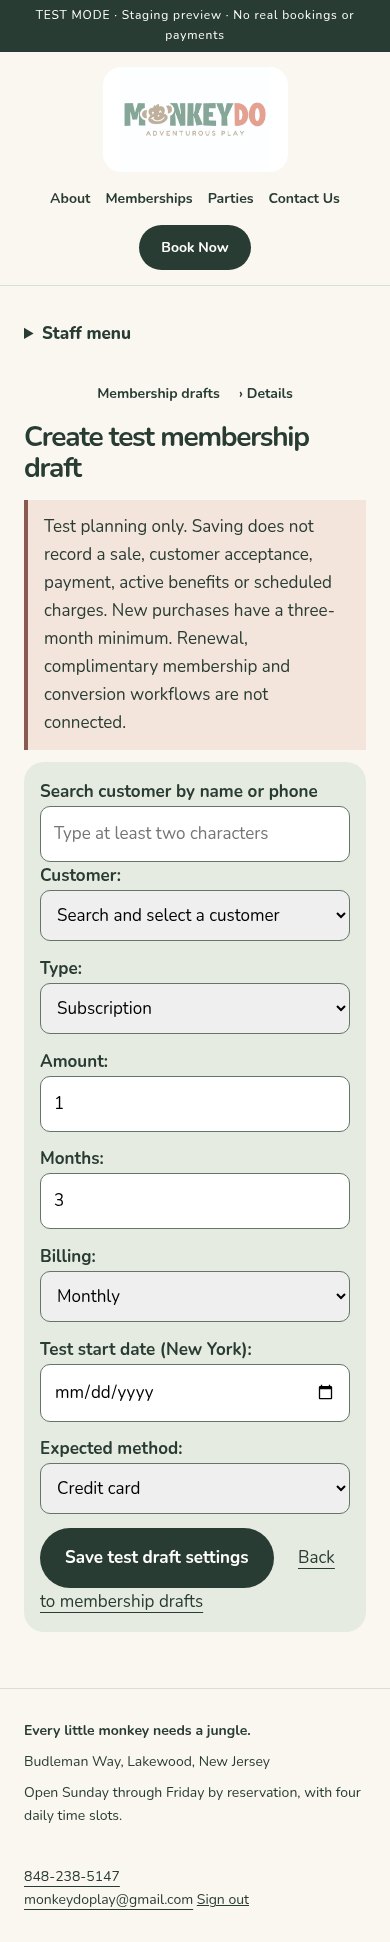 TEST MODE · Staging preview · No real bookings or
payments
MONKEYDO
ADVENTUROUS PLAY
About Memberships Parties Contact Us
Book Now
Staff menu
Membership drafts › Details
Create test membership
draft
Test planning only. Saving does not
record a sale, customer acceptance,
payment, active benefits or scheduled
charges. New purchases have a three-
month minimum. Renewal,
complimentary membership and
conversion workflows are not
connected.
Search customer by name or phone
Type at least two characters
Customer:
Search and select a customer
Type:
Subscription
Amount:
1
Months:
3
Billing:
Monthly
Test start date (New York):
mm/dd/yyyy
Expected method:
Credit card
Save test draft settings Back
to membership drafts
Every little monkey needs a jungle.
Budleman Way, Lakewood, New Jersey
Open Sunday through Friday by reservation, with four
daily time slots.
848-238-5147
monkeydoplay@gmail.com Sign out